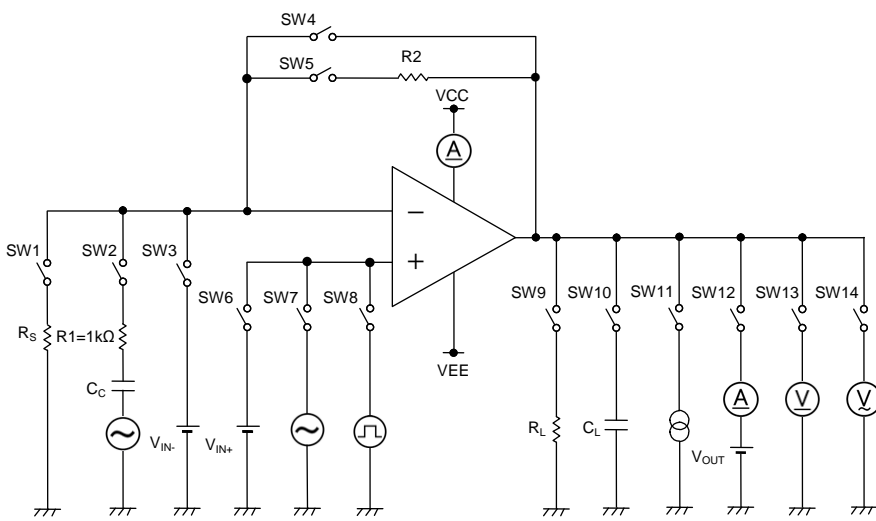 SW4
SW5
R2
VCC
A
SW1
SW2
SW3
−
+
SW6
SW7
SW8
SW9
SW10
SW11
SW12
SW13
SW14
VEE
RS
R1=1kΩ
CC
VIN-
VIN+
RL
CL
VOUT
A
V
V